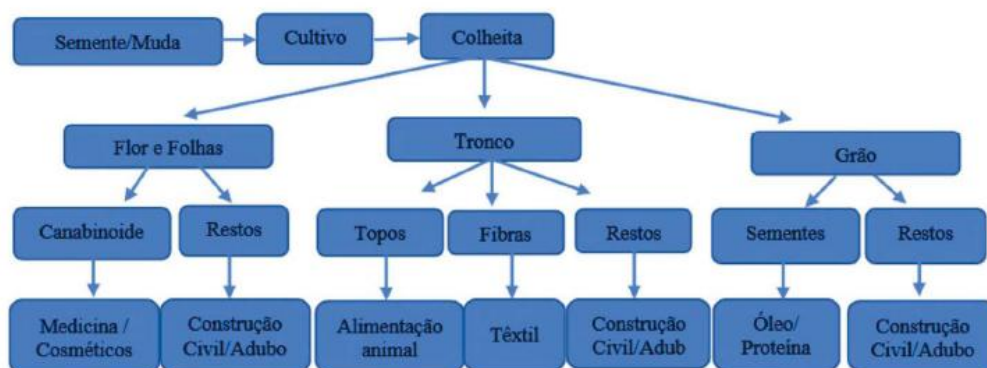 Semente/Muda
Cultivo
Colheita
Flor e Folhas
Tronco
Grão
Canabinoide
Restos
Topos
Fibras
Restos
Sementes
Restos
Medicina /
Cosméticos
Construção
Civil/Adubo
Alimentação
animal
Têxtil
Construção
Civil/Adub
Óleo/
Proteína
Construção
Civil/Adubo